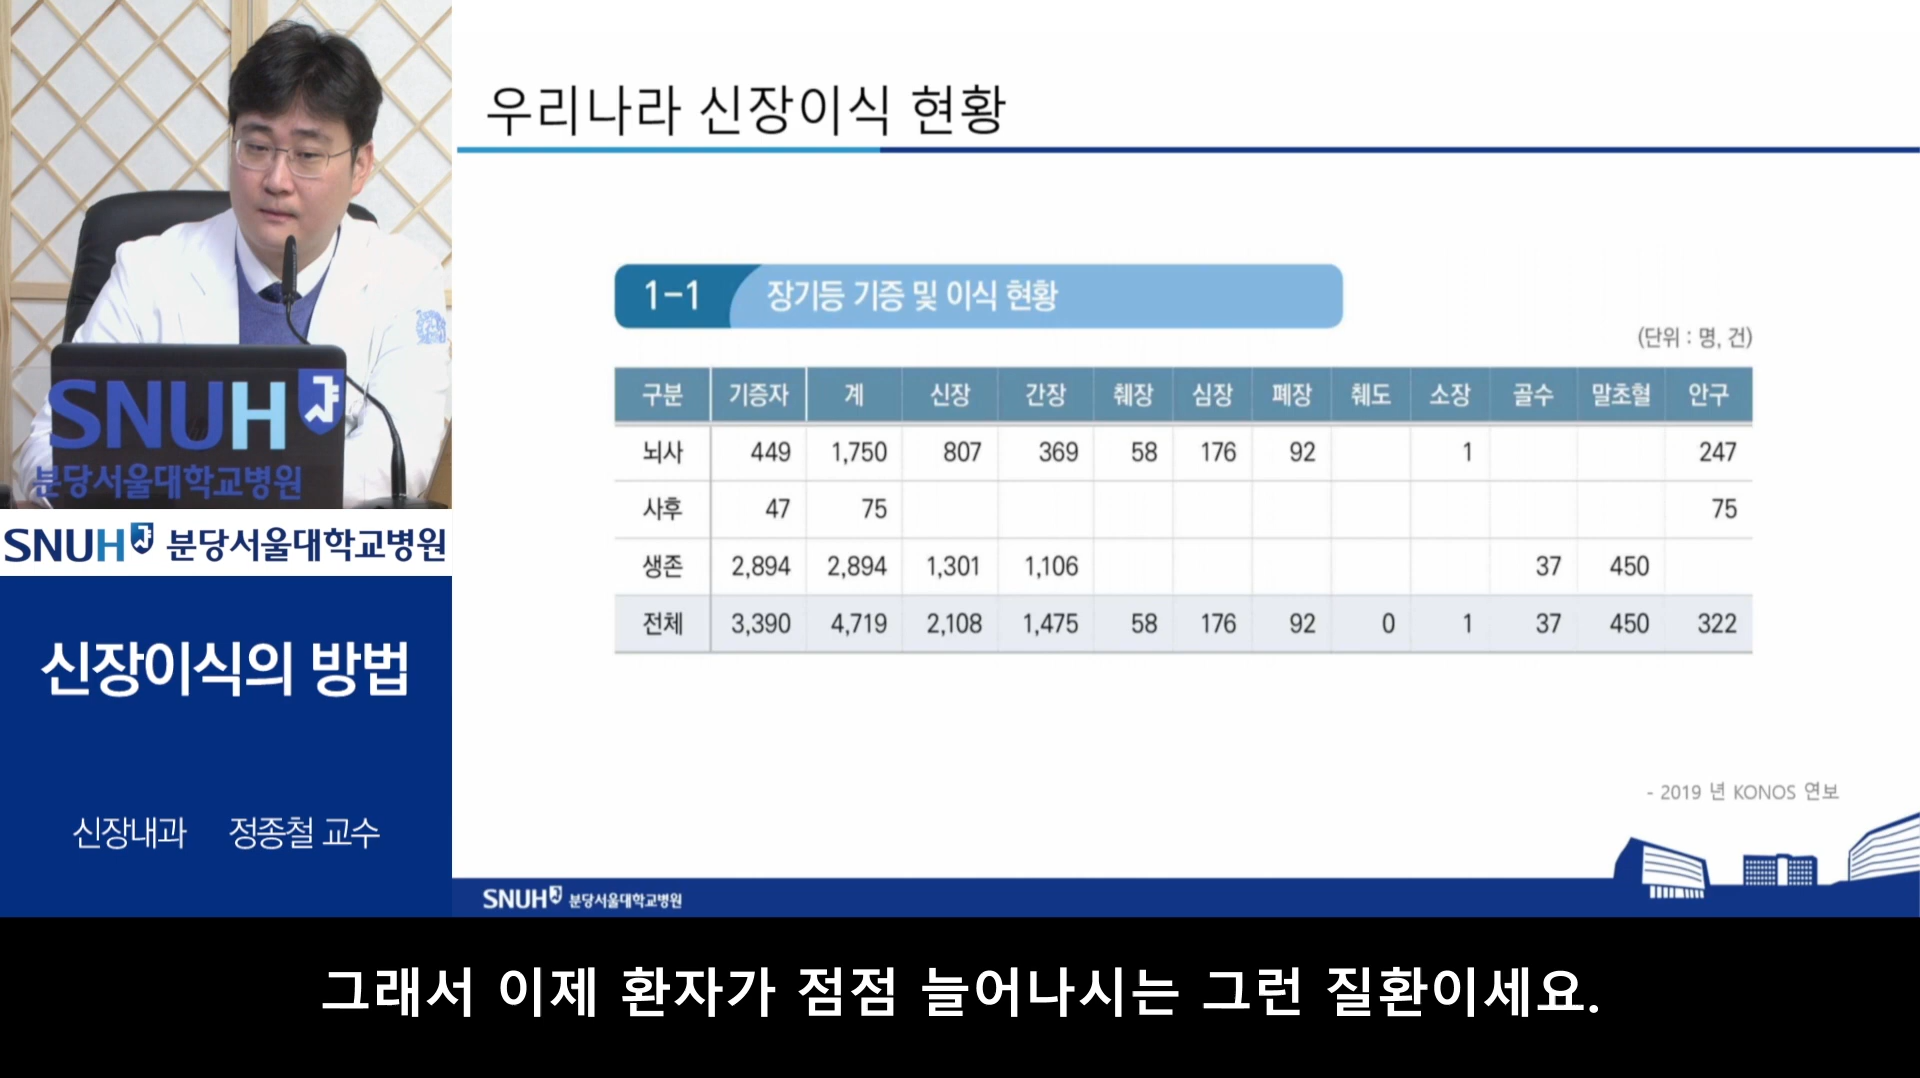 우리나라 신장이식 현황
1-1 장기등 기증 및 이식 현황
(단위 : 명, 건)
구분 기증자 계 신장 간장 췌장 심장 폐장 췌도 소장 골수 말초혈 안구
뇌사 449 1,750 807 369 58 176 92 1 247
사후 47 75 75
생존 2,894 2,894 1,301 1,106 37 450
전체 3,390 4,719 2,108 1,475 58 176 92 0 1 37 450 322
- 2019 년 KONOS 연보
SNUH 분당서울대학교병원
SNUH
분당서울대학교병원
SNUH 분당서울대학교병원
신장이식의 방법
신장내과 정종철 교수
그래서 이제 환자가 점점 늘어나시는 그런 질환이세요.